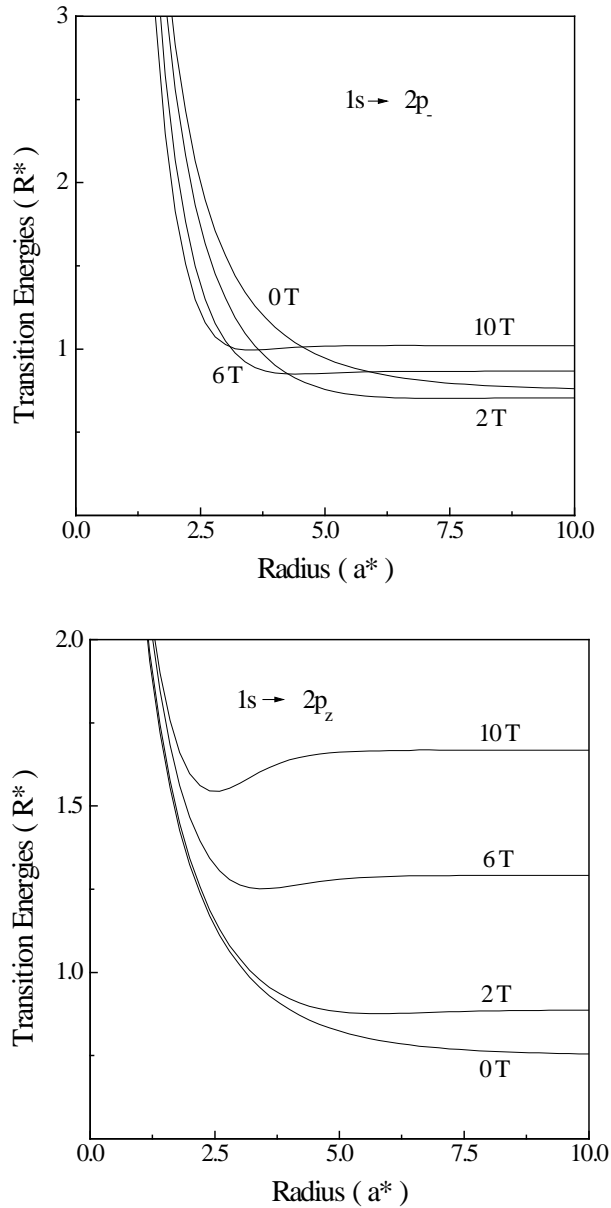 3
1s → 2p_-
2
Transition Energies ( R* )
0 T
10 T
1
6 T
2 T
0.0 2.5 5.0 7.5 10.0
Radius ( a* )
2.0
1s → 2p_z
10 T
1.5
Transition Energies ( R* )
6 T
1.0
2 T
0 T
0.0 2.5 5.0 7.5 10.0
Radius ( a* )